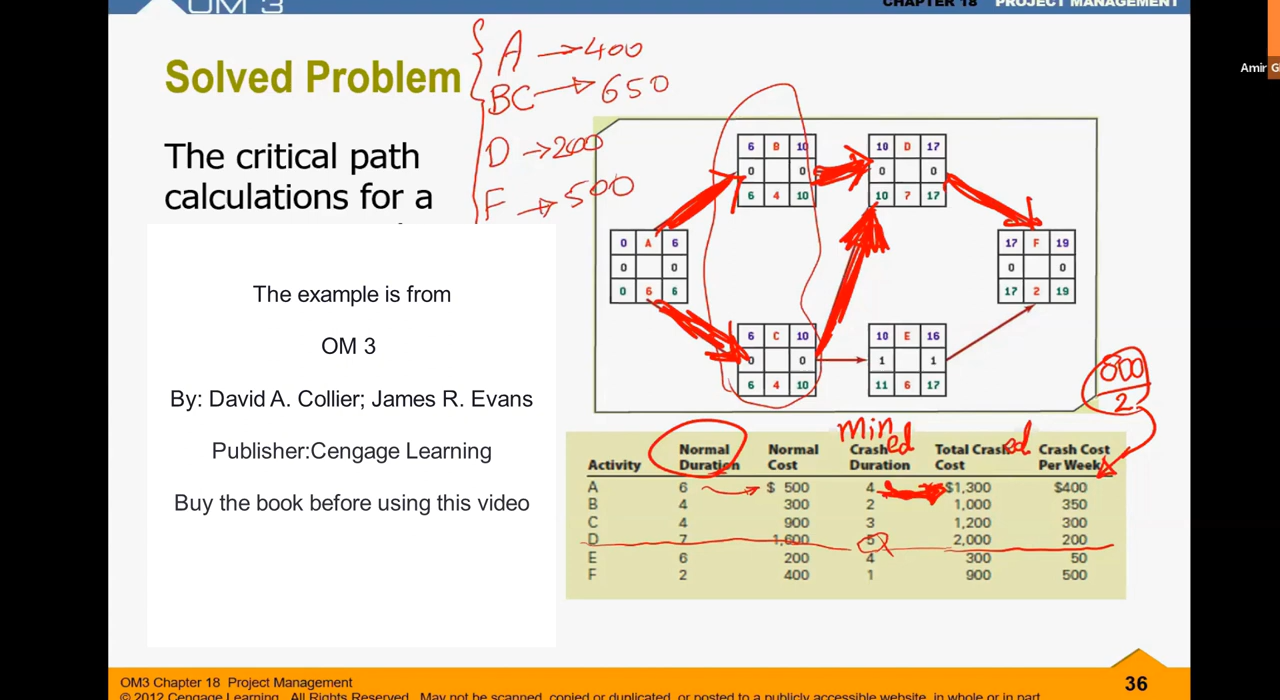 OM 3
CHAPTER 18 PROJECT MANAGEMENT
Amir G
Solved Problem
The critical path
calculations for a
A → 400
BC → 650
D → 200
F → 500
The example is from
OM 3
By: David A. Collier; James R. Evans
Publisher:Cengage Learning
Buy the book before using this video
6 B 10
0 0
6 4 10
10 D 17
0 0
10 7 17
0 A 6
0 0
0 6 6
17 F 19
0 0
17 2 19
6 C 10
0 0
6 4 10
10 E 16
1 1
11 6 17
800
2
Min ed ed
Normal Normal Crash Total Crash Crash Cost
Activity Duration Cost Duration Cost Per Week
A 6 $ 500 4 $1,300 $400
B 4 300 2 1,000 350
C 4 900 3 1,200 300
D 7 1,600 5 2,000 200
E 6 200 4 300 50
F 2 400 1 900 500
OM3 Chapter 18 Project Management
36
© 2012 Cengage Learning. All Rights Reserved. May not be scanned, copied or duplicated, or posted to a publicly accessible website, in whole or in part.